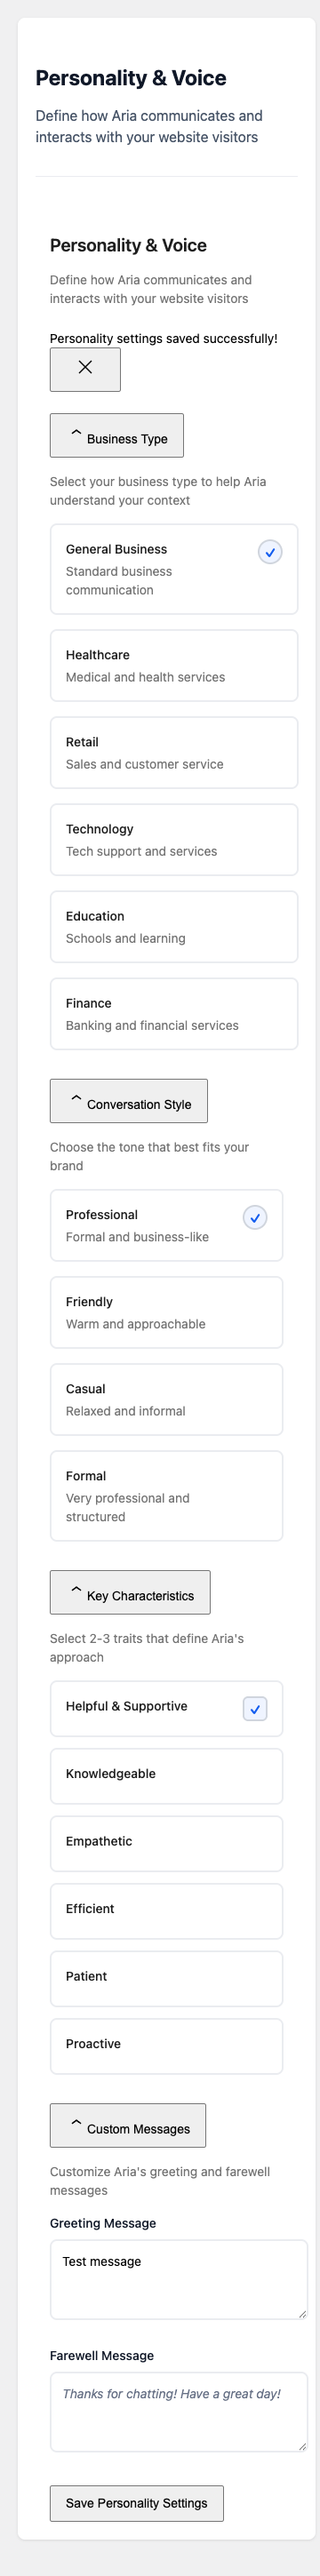 Personality & Voice
Define how Aria communicates and
interacts with your website visitors
Personality & Voice
Define how Aria communicates and
interacts with your website visitors
Personality settings saved successfully!
Business Type
Select your business type to help Aria
understand your context
General Business
Standard business
communication
Healthcare
Medical and health services
Retail
Sales and customer service
Technology
Tech support and services
Education
Schools and learning
Finance
Banking and financial services
Conversation Style
Choose the tone that best fits your
brand
Professional
Formal and business-like
Friendly
Warm and approachable
Casual
Relaxed and informal
Formal
Very professional and
structured
Key Characteristics
Select 2-3 traits that define Aria's
approach
Helpful & Supportive
Knowledgeable
Empathetic
Efficient
Patient
Proactive
Custom Messages
Customize Aria's greeting and farewell
messages
Greeting Message
Test message
Farewell Message
Thanks for chatting! Have a great day!
Save Personality Settings